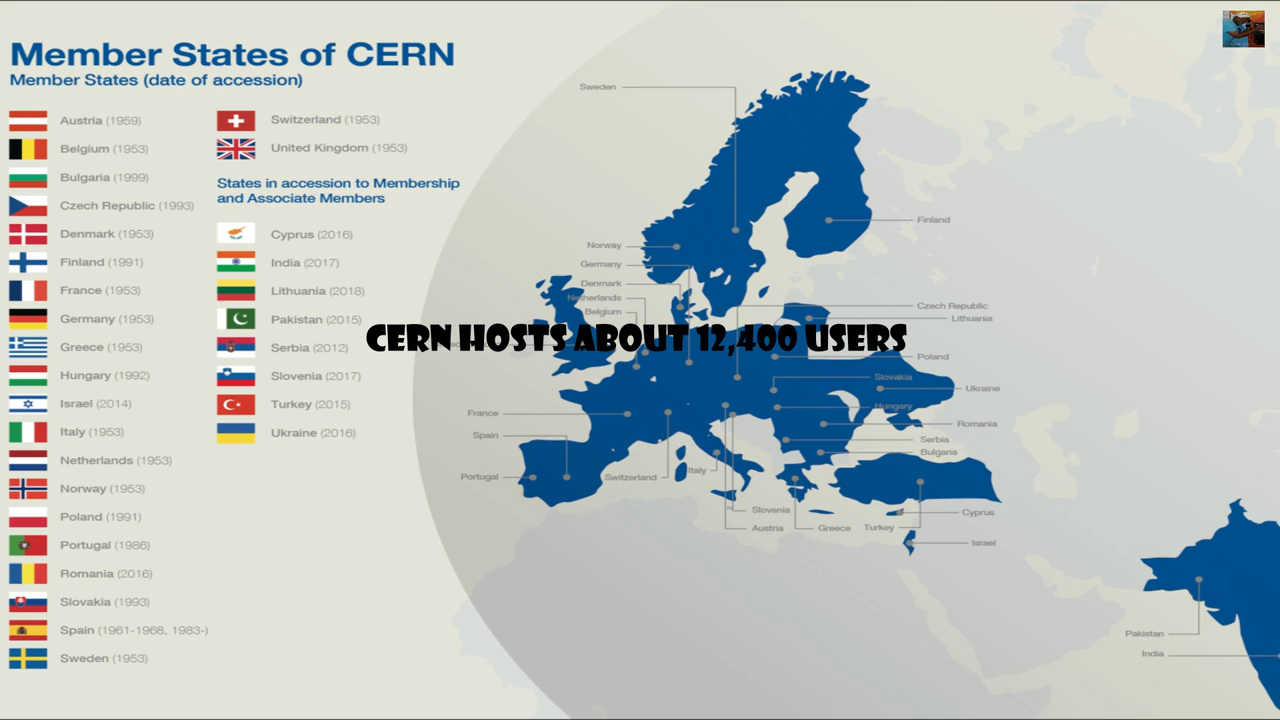 Member States of CERN
Member States (date of accession)
Austria (1959)
Belgium (1953)
Bulgaria (1999)
Czech Republic (1993)
Denmark (1953)
Finland (1991)
France (1953)
Germany (1953)
Greece (1953)
Hungary (1992)
Israel (2014)
Italy (1953)
Netherlands (1953)
Norway (1953)
Poland (1991)
Portugal (1986)
Romania (2016)
Slovakia (1993)
Spain (1961-1968, 1983-)
Sweden (1953)
Switzerland (1953)
United Kingdom (1953)
States in accession to Membership
and Associate Members
Cyprus (2016)
India (2017)
Lithuania (2018)
Pakistan (2015)
Serbia (2012)
Slovenia (2017)
Turkey (2015)
Ukraine (2016)
CERN HOSTS ABOUT 12,400 USERS
Sweden
Finland
Norway
Germany
Denmark
Netherlands
Belgium
Czech Republic
Lithuania
Poland
Slovakia
Ukraine
Hungary
Romania
Serbia
Bulgaria
France
Spain
Portugal
Switzerland
Italy
Slovenia
Austria
Greece
Turkey
Cyprus
Israel
Pakistan
India